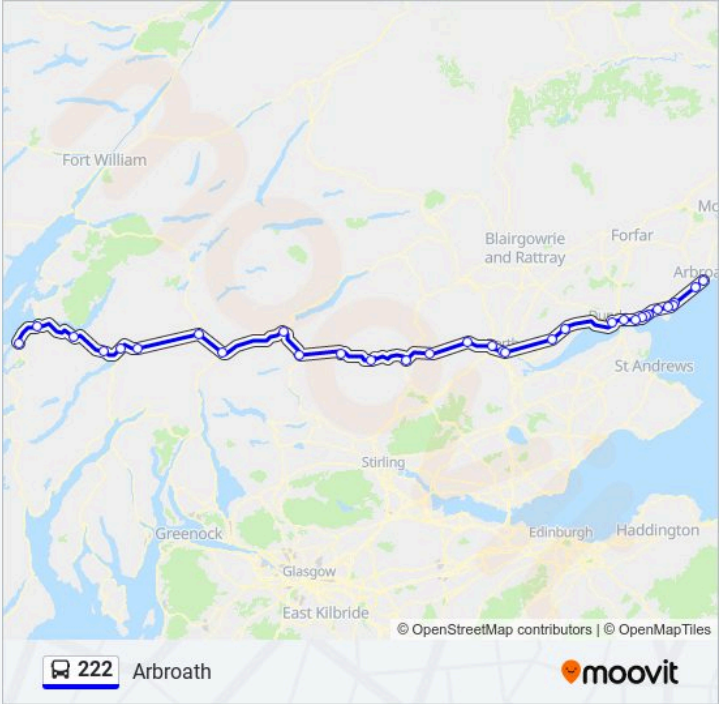 Fort William
Blairgowrie
and Rattray
Forfar
St Andrews
Stirling
Greenock
Edinburgh
Haddington
Glasgow
East Kilbride
© OpenStreetMap contributors | © OpenMapTiles
222 Arbroath
moovit